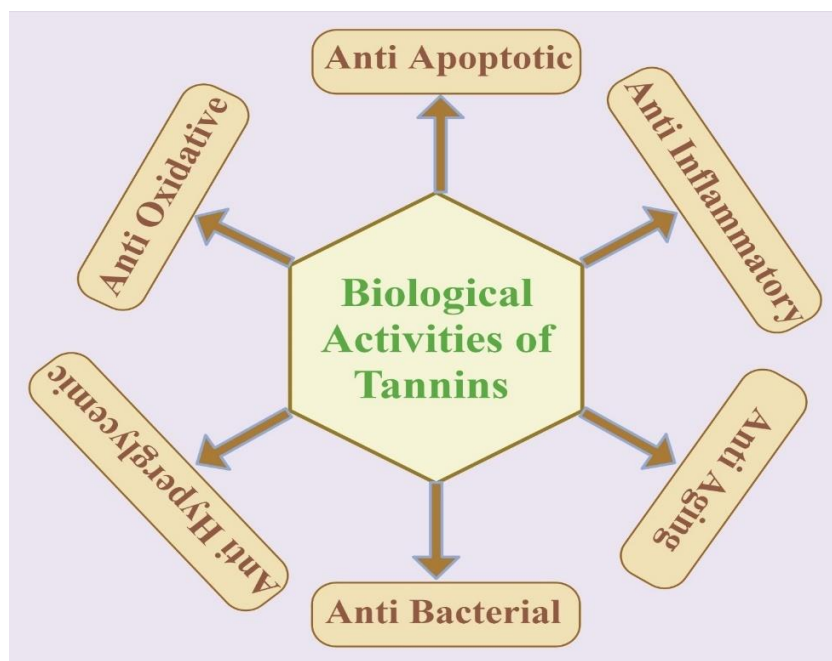 Anti Apoptotic
Anti Oxidative
Anti Inflammatory
Biological
Activities of
Tannins
Anti Hyperglycemic
Anti Aging
Anti Bacterial